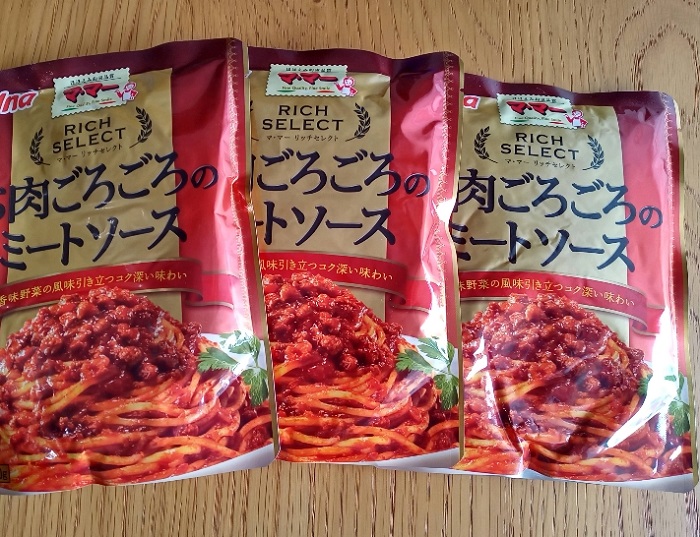 lna
マ・マー
RICH
SELECT
マ・マー リッチセレクト
肉ごろごろの
ミートソース
香味野菜の風味引き立つコク深い味わい
マ・マー
RICH
SELECT
マ・マー リッチセレクト
肉ごろごろの
ミートソース
の風味引き立つコク深い味わい
マ・マー
RICH
SELECT
マ・マー リッチセレクト
肉ごろごろの
ミートソース
味野菜の風味引き立つコク深い味わい